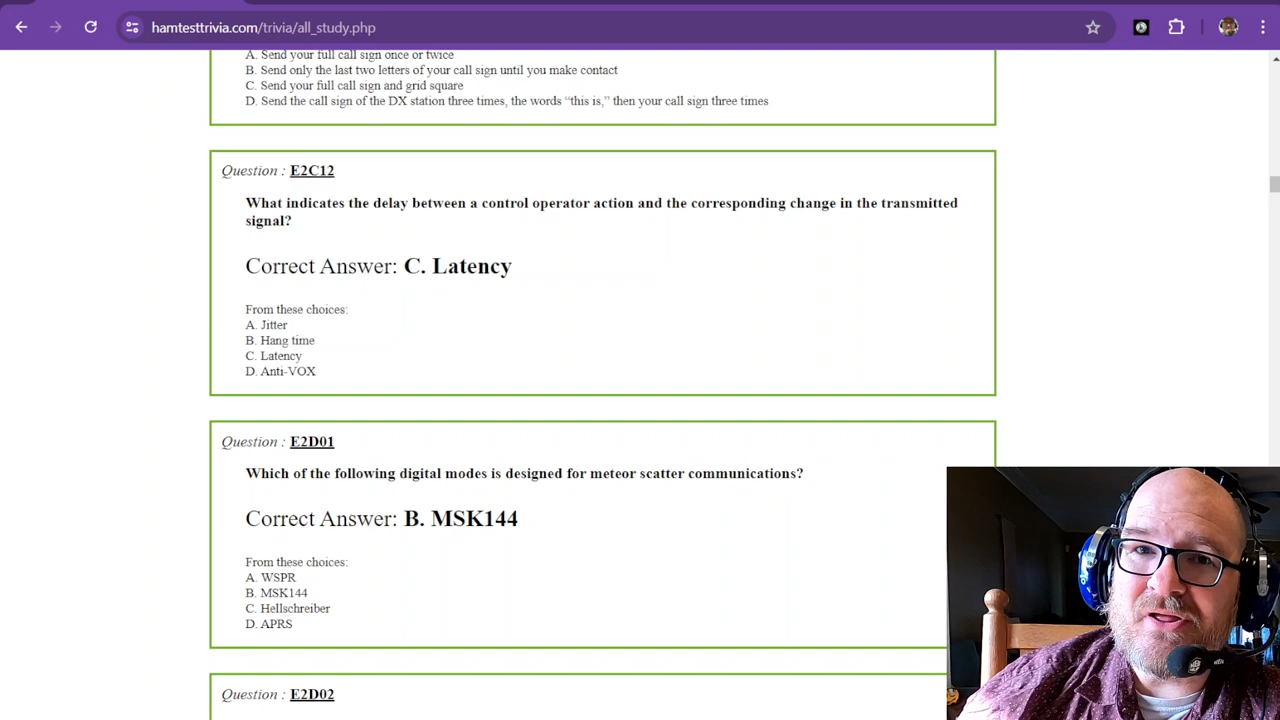 hamtesttrivia.com/trivia/all_study.php
A. Send your full call sign once or twice
B. Send only the last two letters of your call sign until you make contact
C. Send your full call sign and grid square
D. Send the call sign of the DX station three times, the words “this is,” then your call sign three times
Question : E2C12
What indicates the delay between a control operator action and the corresponding change in the transmitted
signal?
Correct Answer: C. Latency
From these choices:
A. Jitter
B. Hang time
C. Latency
D. Anti-VOX
Question : E2D01
Which of the following digital modes is designed for meteor scatter communications?
Correct Answer: B. MSK144
From these choices:
A. WSPR
B. MSK144
C. Hellschreiber
D. APRS
Question : E2D02